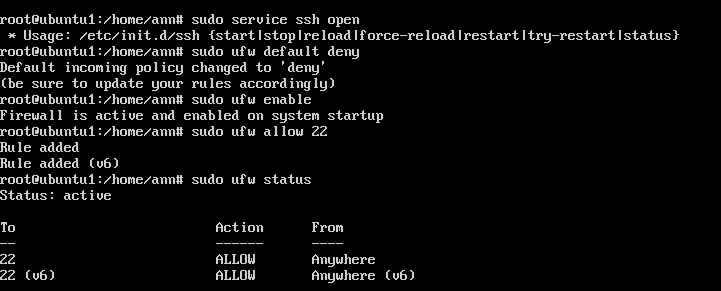 root@ubuntu1:/home/ann# sudo service ssh open
 * Usage: /etc/init.d/ssh {start|stop|reload|force-reload|restart|try-restart|status}
root@ubuntu1:/home/ann# sudo ufw default deny
Default incoming policy changed to 'deny'
(be sure to update your rules accordingly)
root@ubuntu1:/home/ann# sudo ufw enable
Firewall is active and enabled on system startup
root@ubuntu1:/home/ann# sudo ufw allow 22
Rule added
Rule added (v6)
root@ubuntu1:/home/ann# sudo ufw status
Status: active

To                         Action      From
--                         ------      ----
22                         ALLOW       Anywhere
22 (v6)                    ALLOW       Anywhere (v6)